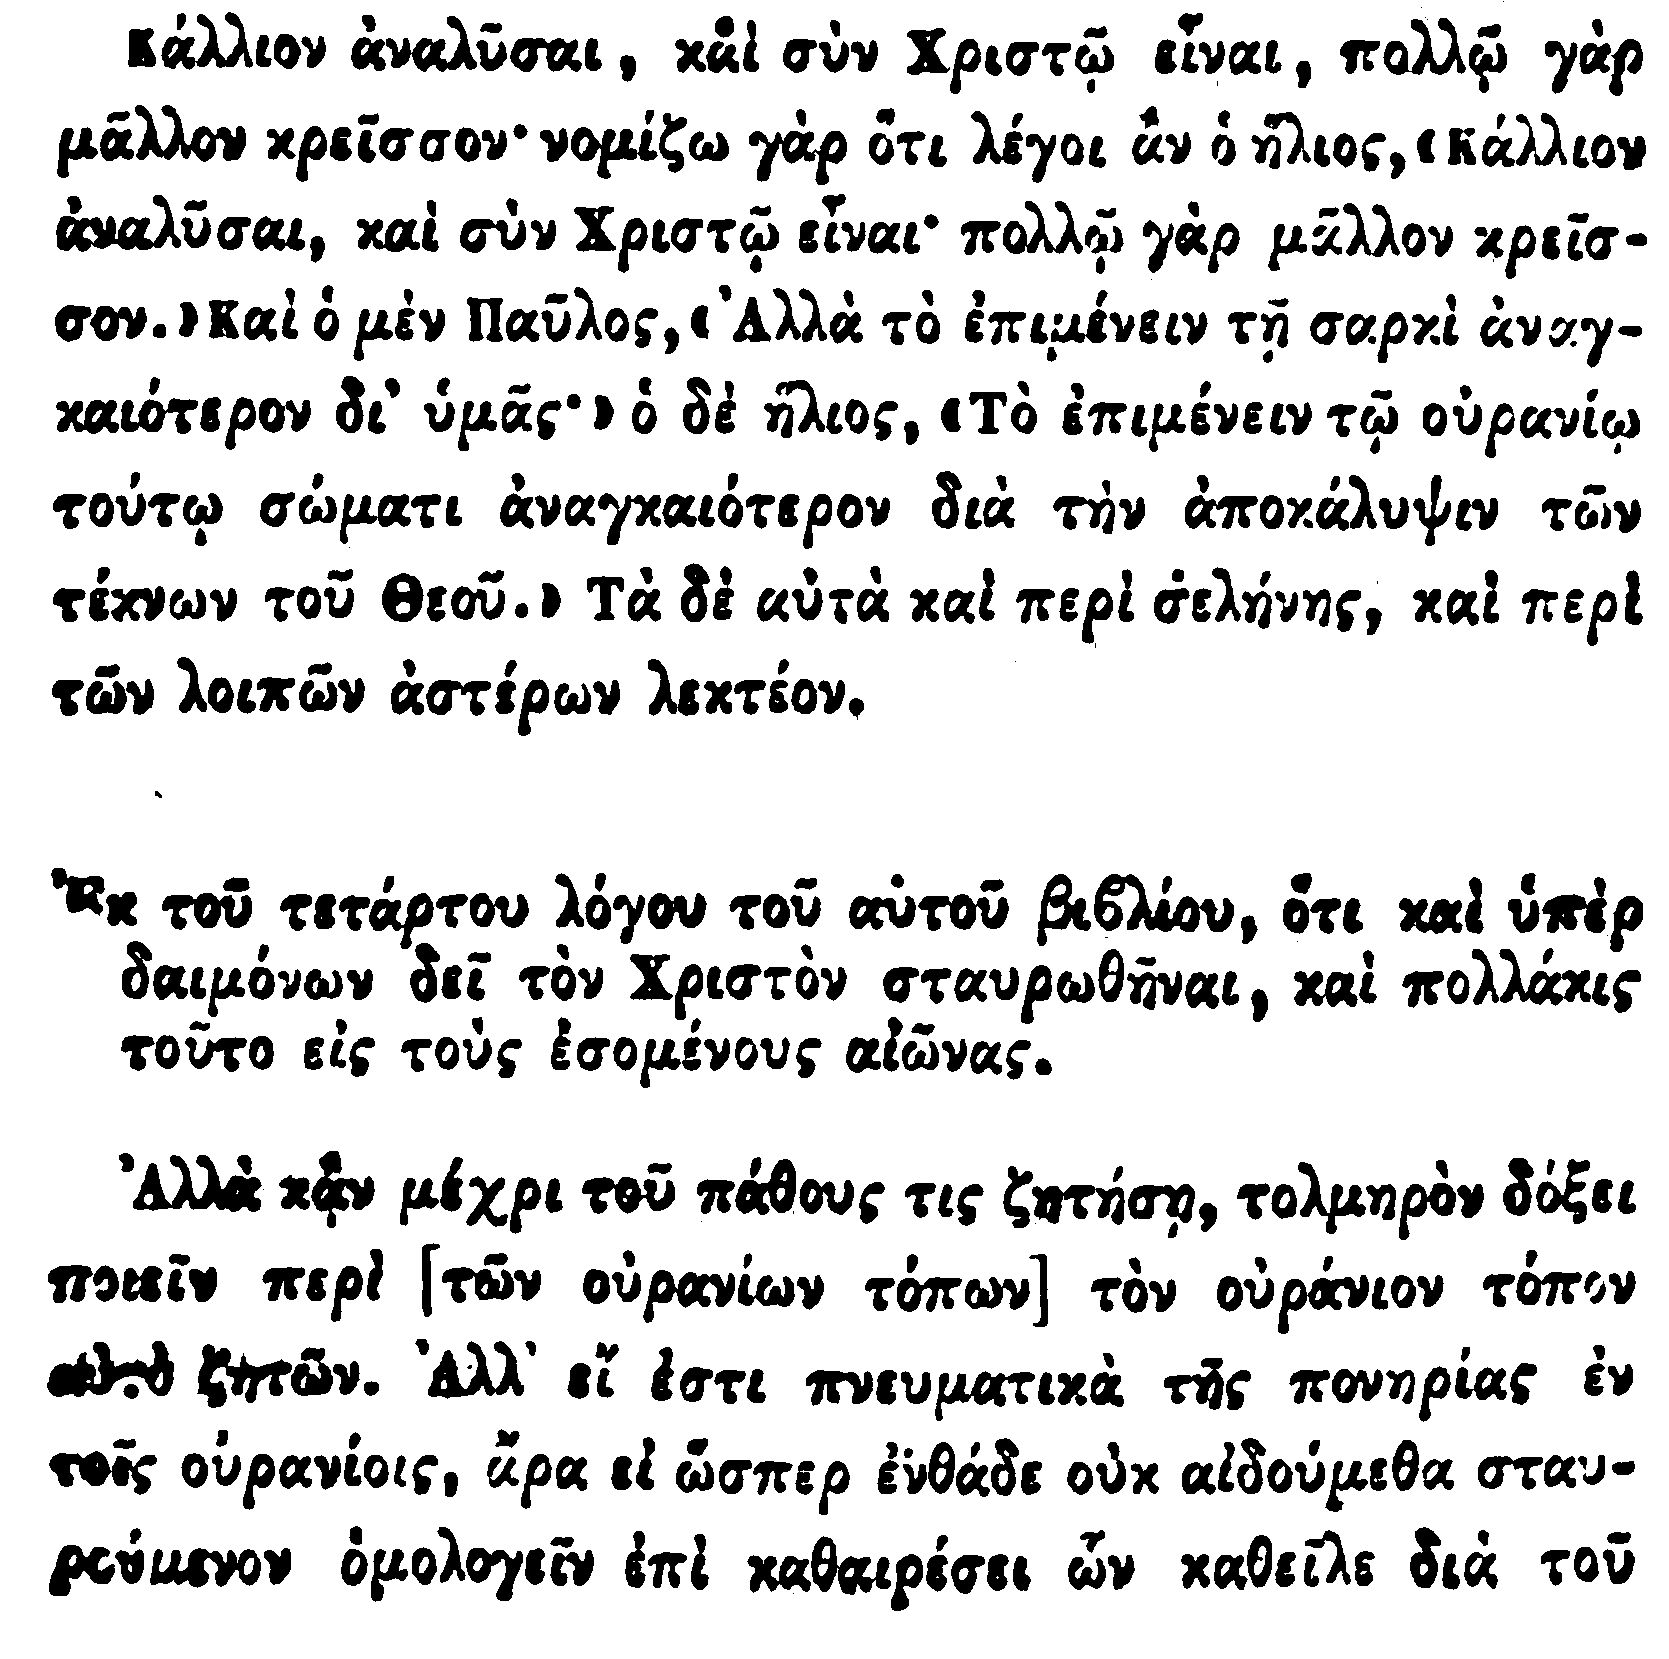 Κάλλιον ἀναλῦσαι, καὶ σὺν Χριστῷ εἶναι, πολλῷ γὰρ
μᾶλλον κρεῖσσον· νομίζω γὰρ ὅτι λέγοι ἂν ὁ ἥλιος, «Κάλλιον
ἀναλῦσαι, καὶ σὺν Χριστῷ εἶναι· πολλῷ γὰρ μᾶλλον κρεῖσ-
σον.» Καὶ ὁ μὲν Παῦλος, «Ἀλλὰ τὸ ἐπιμένειν τῇ σαρκὶ ἀναγ-
καιότερον δι' ὑμᾶς·» ὁ δὲ ἥλιος, «Τὸ ἐπιμένειν τῷ οὐρανίῳ
τούτῳ σώματι ἀναγκαιότερον διὰ τὴν ἀποκάλυψιν τῶν
τέκνων τοῦ Θεοῦ.» Τὰ δὲ αὐτὰ καὶ περὶ σελήνης, καὶ περὶ
τῶν λοιπῶν ἀστέρων λεκτέον.
Ἐκ τοῦ τετάρτου λόγου τοῦ αὐτοῦ βιϐλίου, ὅτι καὶ ὑπὲρ
δαιμόνων δεῖ τὸν Χριστὸν σταυρωθῆναι, καὶ πολλάκις
τοῦτο εἰς τοὺς ἐσομένους αἰῶνας.
Ἀλλὰ κἂν μέχρι τοῦ πάθους τις ζητήσῃ, τολμηρὸν δόξει
ποιεῖν περὶ [τῶν οὐρανίων τόπων] τὸν οὐράνιον τόπον
αὐτὸ ζητῶν. Ἀλλ' εἴ ἐστι πνευματικὰ τῆς πονηρίας ἐν
τοῖς οὐρανίοις, ἄρα εἰ ὥσπερ ἐνθάδε οὐκ αἰδούμεθα σταυ-
ρούμενον ὁμολογεῖν ἐπὶ καθαιρέσει ὧν καθεῖλε διὰ τοῦ